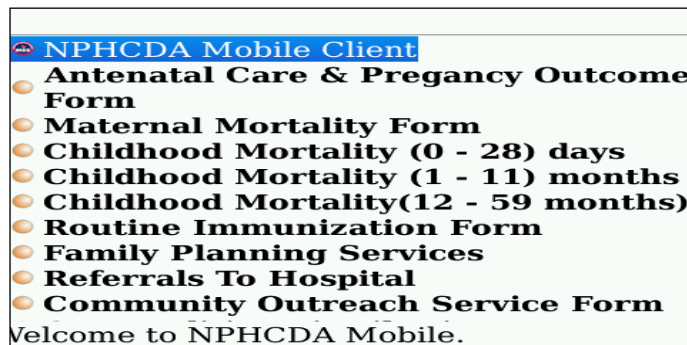 NPHCDA Mobile Client
Antenatal Care & Pregancy Outcome
Form
Maternal Mortality Form
Childhood Mortality (0 - 28) days
Childhood Mortality (1 - 11) months
Childhood Mortality(12 - 59 months)
Routine Immunization Form
Family Planning Services
Referrals To Hospital
Community Outreach Service Form
Welcome to NPHCDA Mobile.